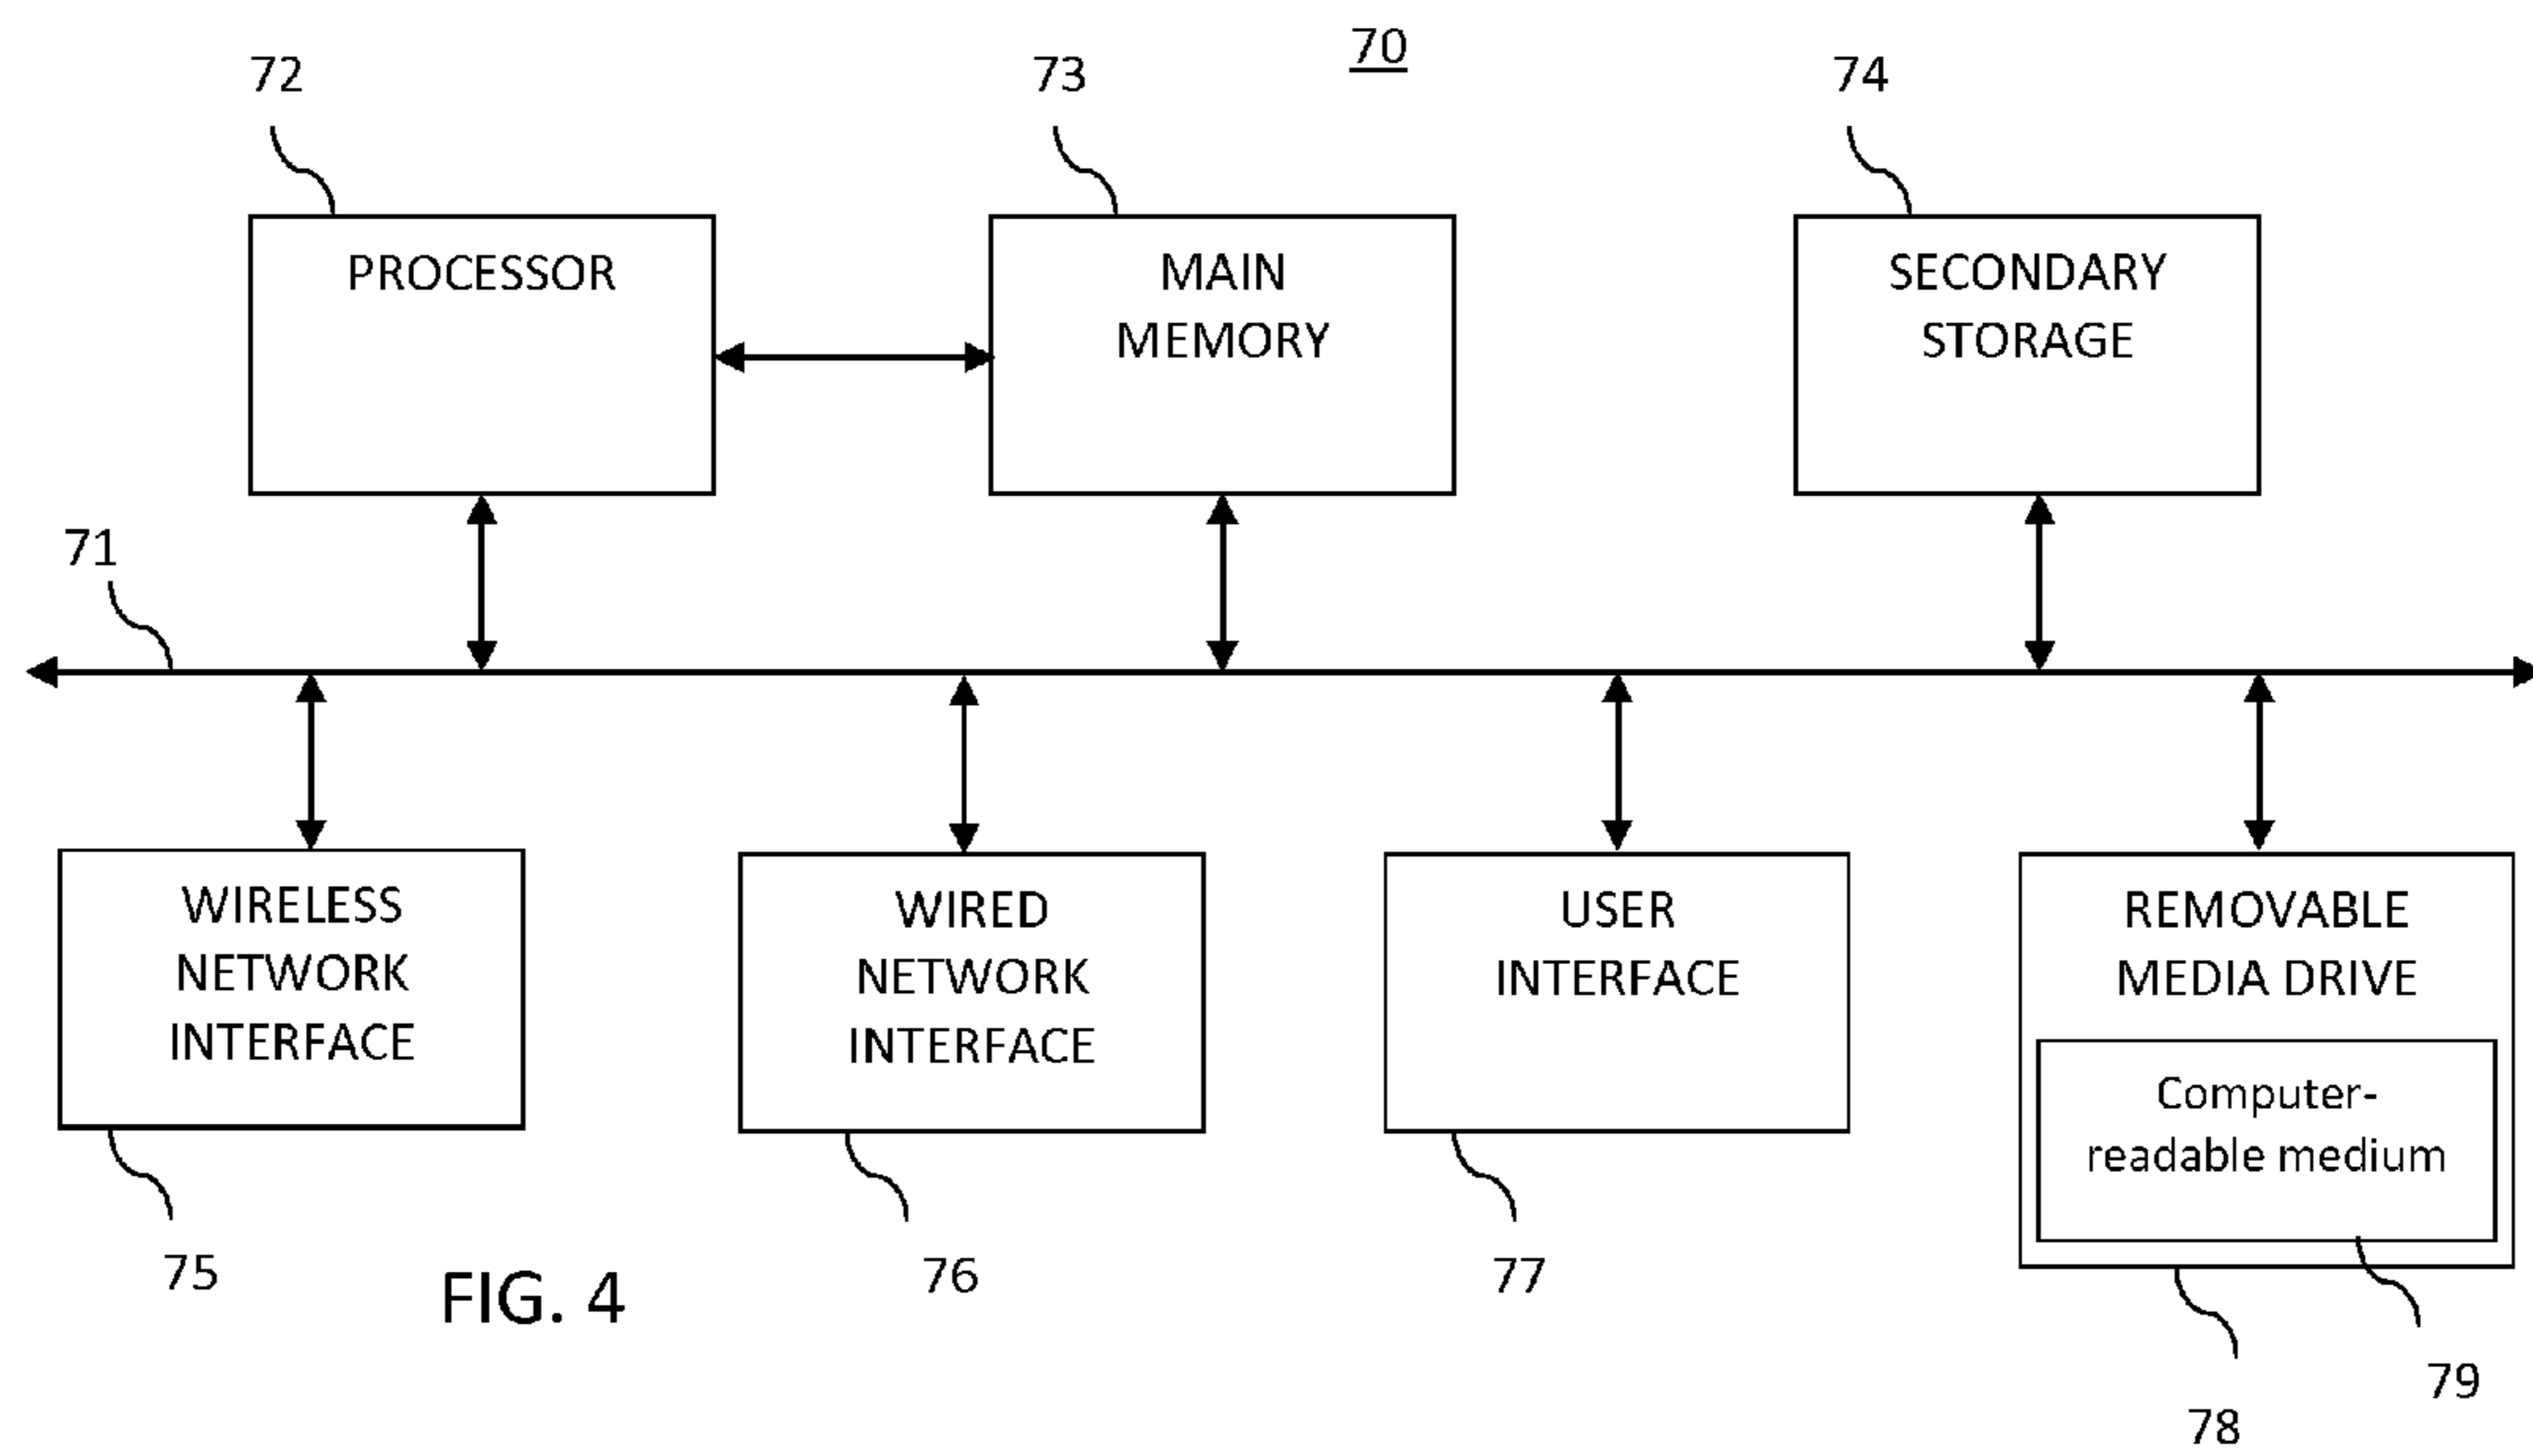 70
72
73
74
PROCESSOR
MAIN
MEMORY
SECONDARY
STORAGE
71
WIRELESS
NETWORK
INTERFACE
WIRED
NETWORK
INTERFACE
USER
INTERFACE
REMOVABLE
MEDIA DRIVE
Computer-
readable medium
75
76
77
78
79
FIG. 4